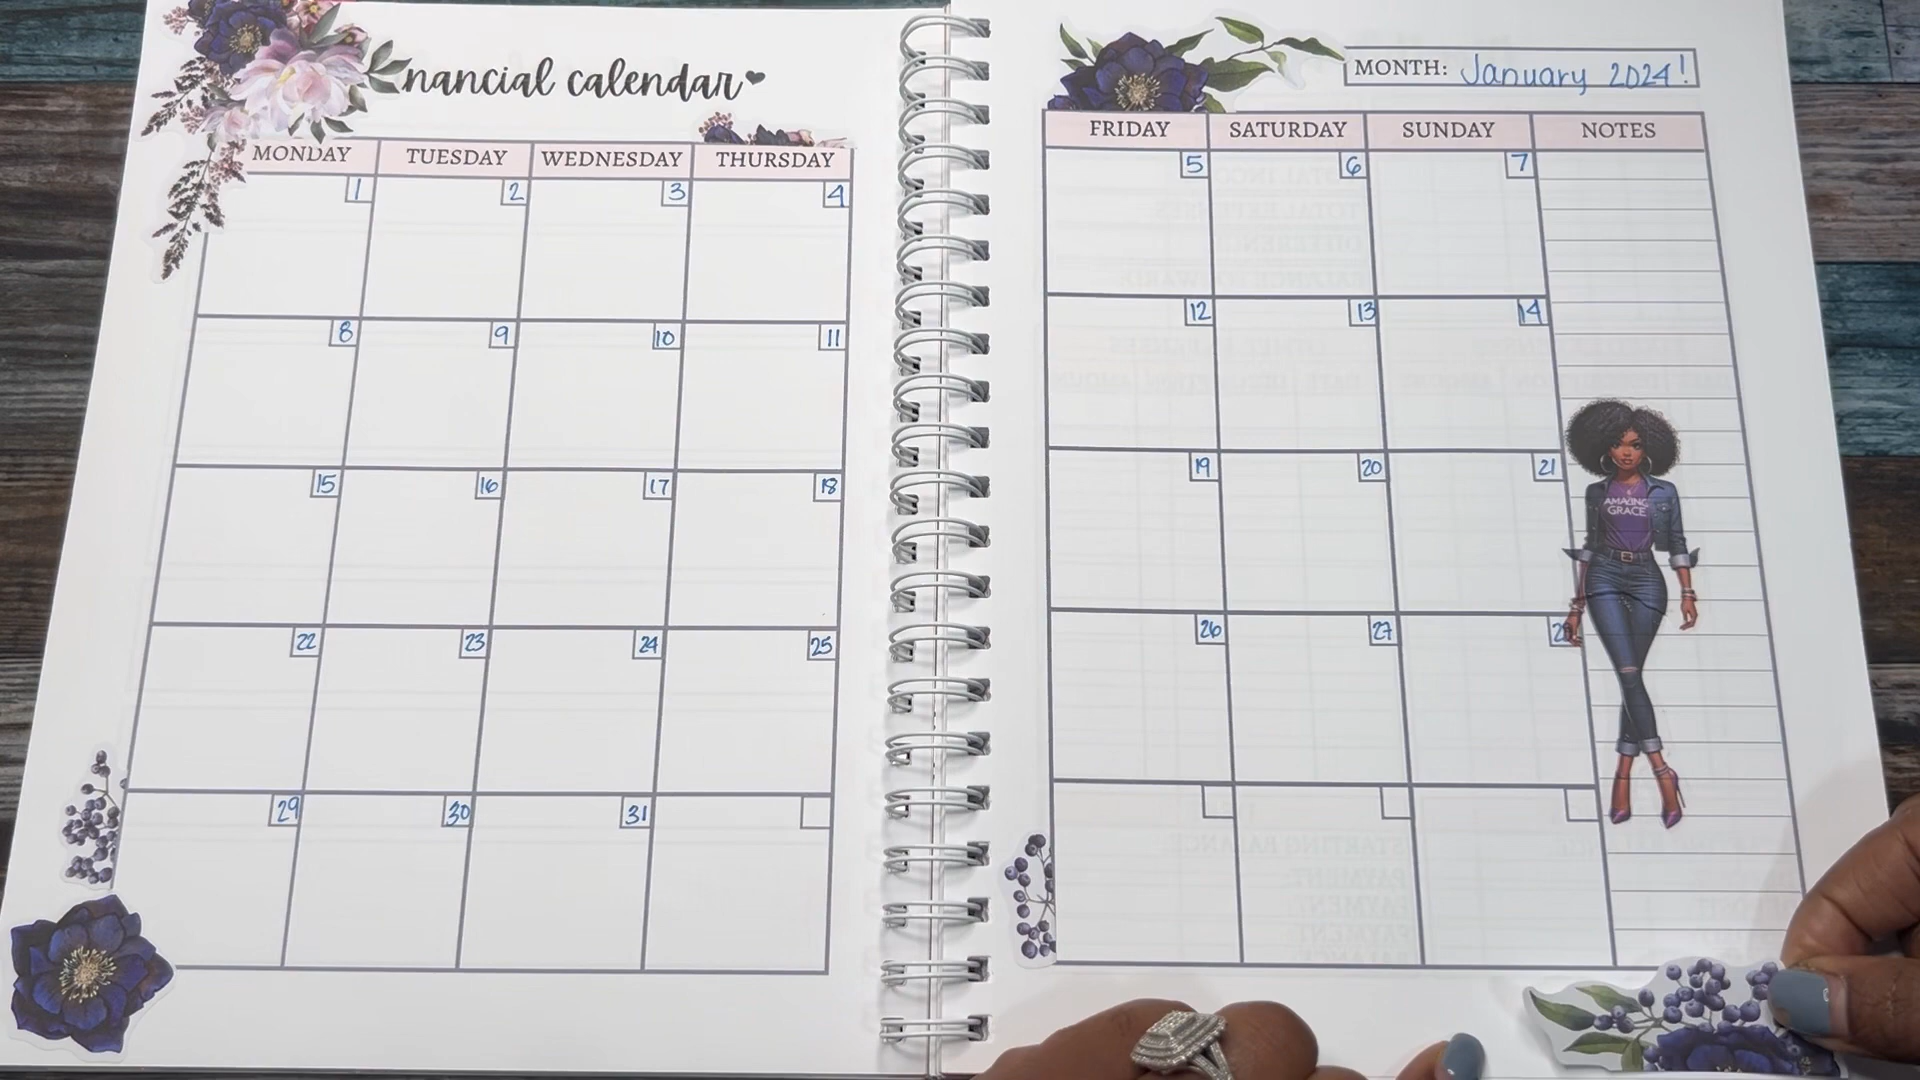 nancial calendar
MONTH: January 2024!
MONDAY TUESDAY WEDNESDAY THURSDAY
FRIDAY SATURDAY SUNDAY NOTES
1 2 3 4
5 6 7
8 9 10 11
12 13 14
15 16 17 18
19 20 21
AMAZING
GRACE
22 23 24 25
26 27 28
29 30 31